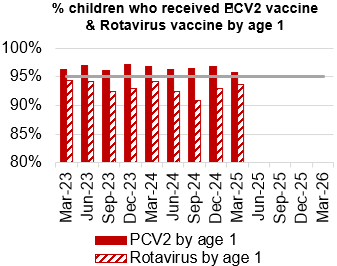 % children who received PCV2 vaccine
& Rotavirus vaccine by age 1
100%
95%
90%
85%
80%
Mar-23
Jun-23
Sep-23
Dec-23
Mar-24
Jun-24
Sep-24
Dec-24
Mar-25
Jun-25
Sep-25
Dec-25
Mar-26
PCV2 by age 1
Rotavirus by age 1